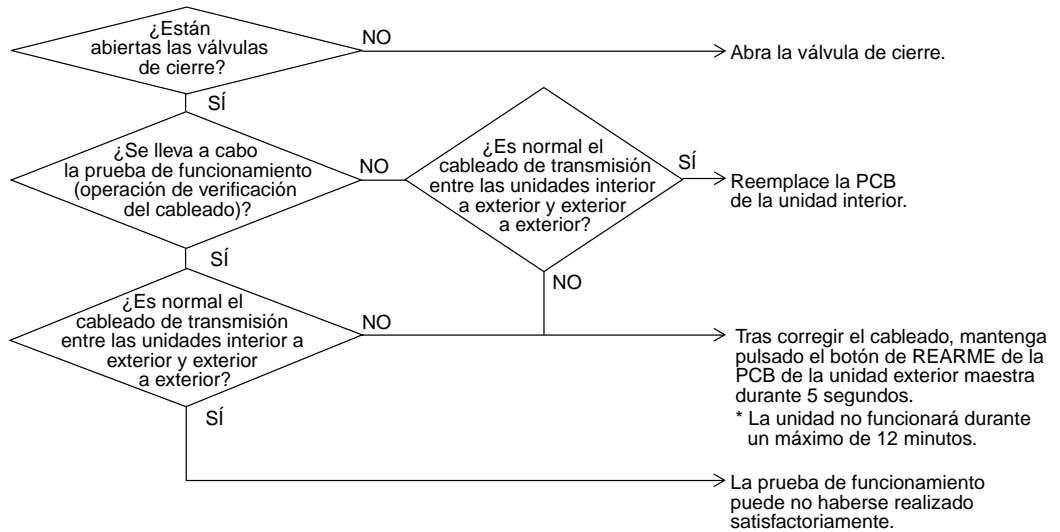 ¿Están
abiertas las válvulas
de cierre?
NO
Abra la válvula de cierre.
SÍ
¿Se lleva a cabo
la prueba de funcionamiento
(operación de verificación
del cableado)?
NO
¿Es normal el
cableado de transmisión
entre las unidades interior
a exterior y exterior
a exterior?
SÍ
Reemplace la PCB
de la unidad interior.
SÍ
NO
¿Es normal el
cableado de transmisión
entre las unidades interior a
exterior y exterior
a exterior?
NO
Tras corregir el cableado, mantenga
pulsado el botón de REARME de la
PCB de la unidad exterior maestra
durante 5 segundos.
* La unidad no funcionará durante
un máximo de 12 minutos.
SÍ
La prueba de funcionamiento
puede no haberse realizado
satisfactoriamente.